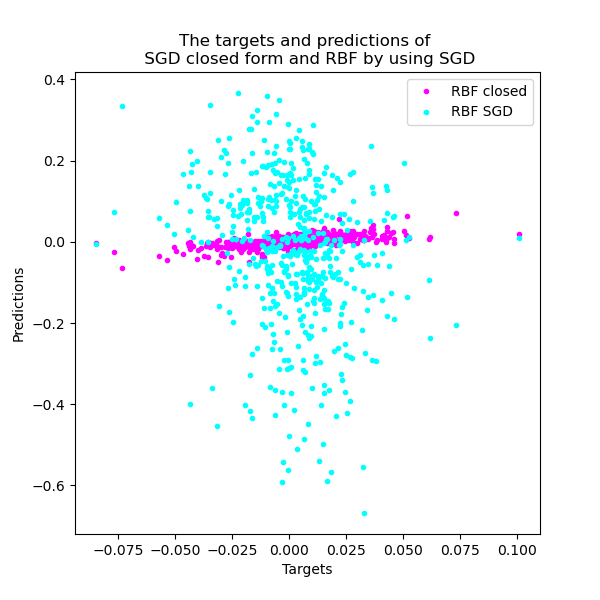 The targets and predictions of
SGD closed form and RBF by using SGD
RBF closed
RBF SGD
0.4
0.2
0.0
−0.2
−0.4
−0.6
Predictions
−0.075 −0.050 −0.025 0.000 0.025 0.050 0.075 0.100
Targets